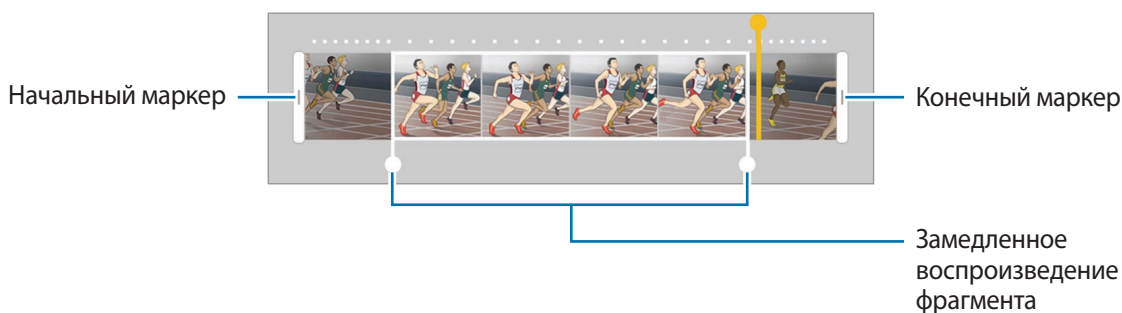 Начальный маркер
Конечный маркер
Замедленное
воспроизведение
фрагмента